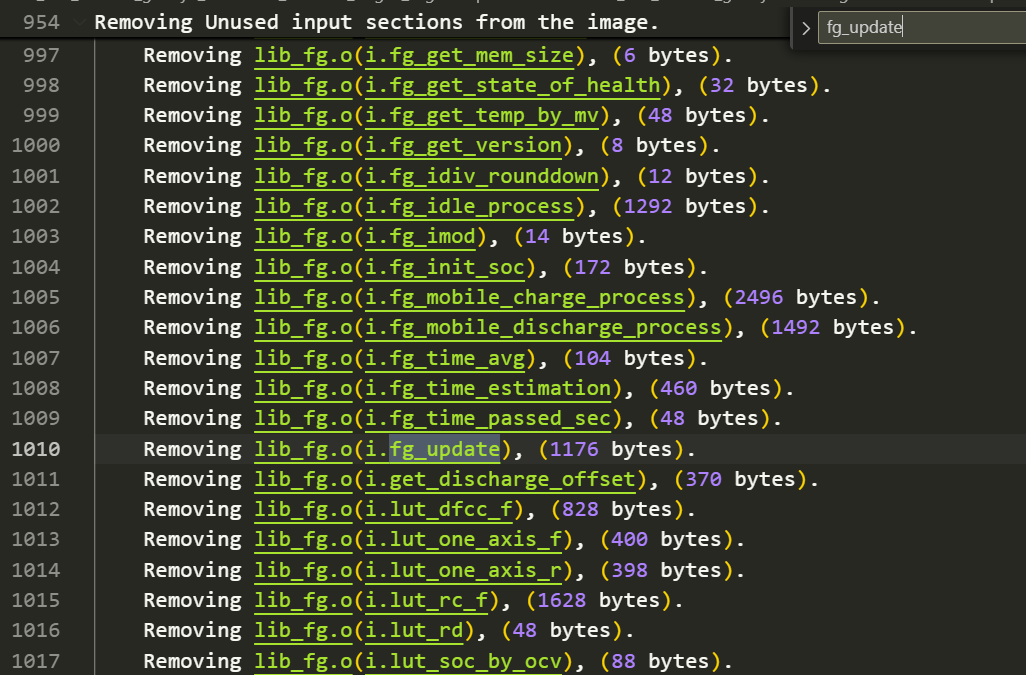 954 Removing Unused input sections from the image.
fg_update
997 Removing lib_fg.o(i.fg_get_mem_size), (6 bytes).
998 Removing lib_fg.o(i.fg_get_state_of_health), (32 bytes).
999 Removing lib_fg.o(i.fg_get_temp_by_mv), (48 bytes).
1000 Removing lib_fg.o(i.fg_get_version), (8 bytes).
1001 Removing lib_fg.o(i.fg_idiv_rounddown), (12 bytes).
1002 Removing lib_fg.o(i.fg_idle_process), (1292 bytes).
1003 Removing lib_fg.o(i.fg_imod), (14 bytes).
1004 Removing lib_fg.o(i.fg_init_soc), (172 bytes).
1005 Removing lib_fg.o(i.fg_mobile_charge_process), (2496 bytes).
1006 Removing lib_fg.o(i.fg_mobile_discharge_process), (1492 bytes).
1007 Removing lib_fg.o(i.fg_time_avg), (104 bytes).
1008 Removing lib_fg.o(i.fg_time_estimation), (460 bytes).
1009 Removing lib_fg.o(i.fg_time_passed_sec), (48 bytes).
1010 Removing lib_fg.o(i.fg_update), (1176 bytes).
1011 Removing lib_fg.o(i.get_discharge_offset), (370 bytes).
1012 Removing lib_fg.o(i.lut_dfcc_f), (828 bytes).
1013 Removing lib_fg.o(i.lut_one_axis_f), (400 bytes).
1014 Removing lib_fg.o(i.lut_one_axis_r), (398 bytes).
1015 Removing lib_fg.o(i.lut_rc_f), (1628 bytes).
1016 Removing lib_fg.o(i.lut_rd), (48 bytes).
1017 Removing lib_fg.o(i.lut_soc_by_ocv), (88 bytes).